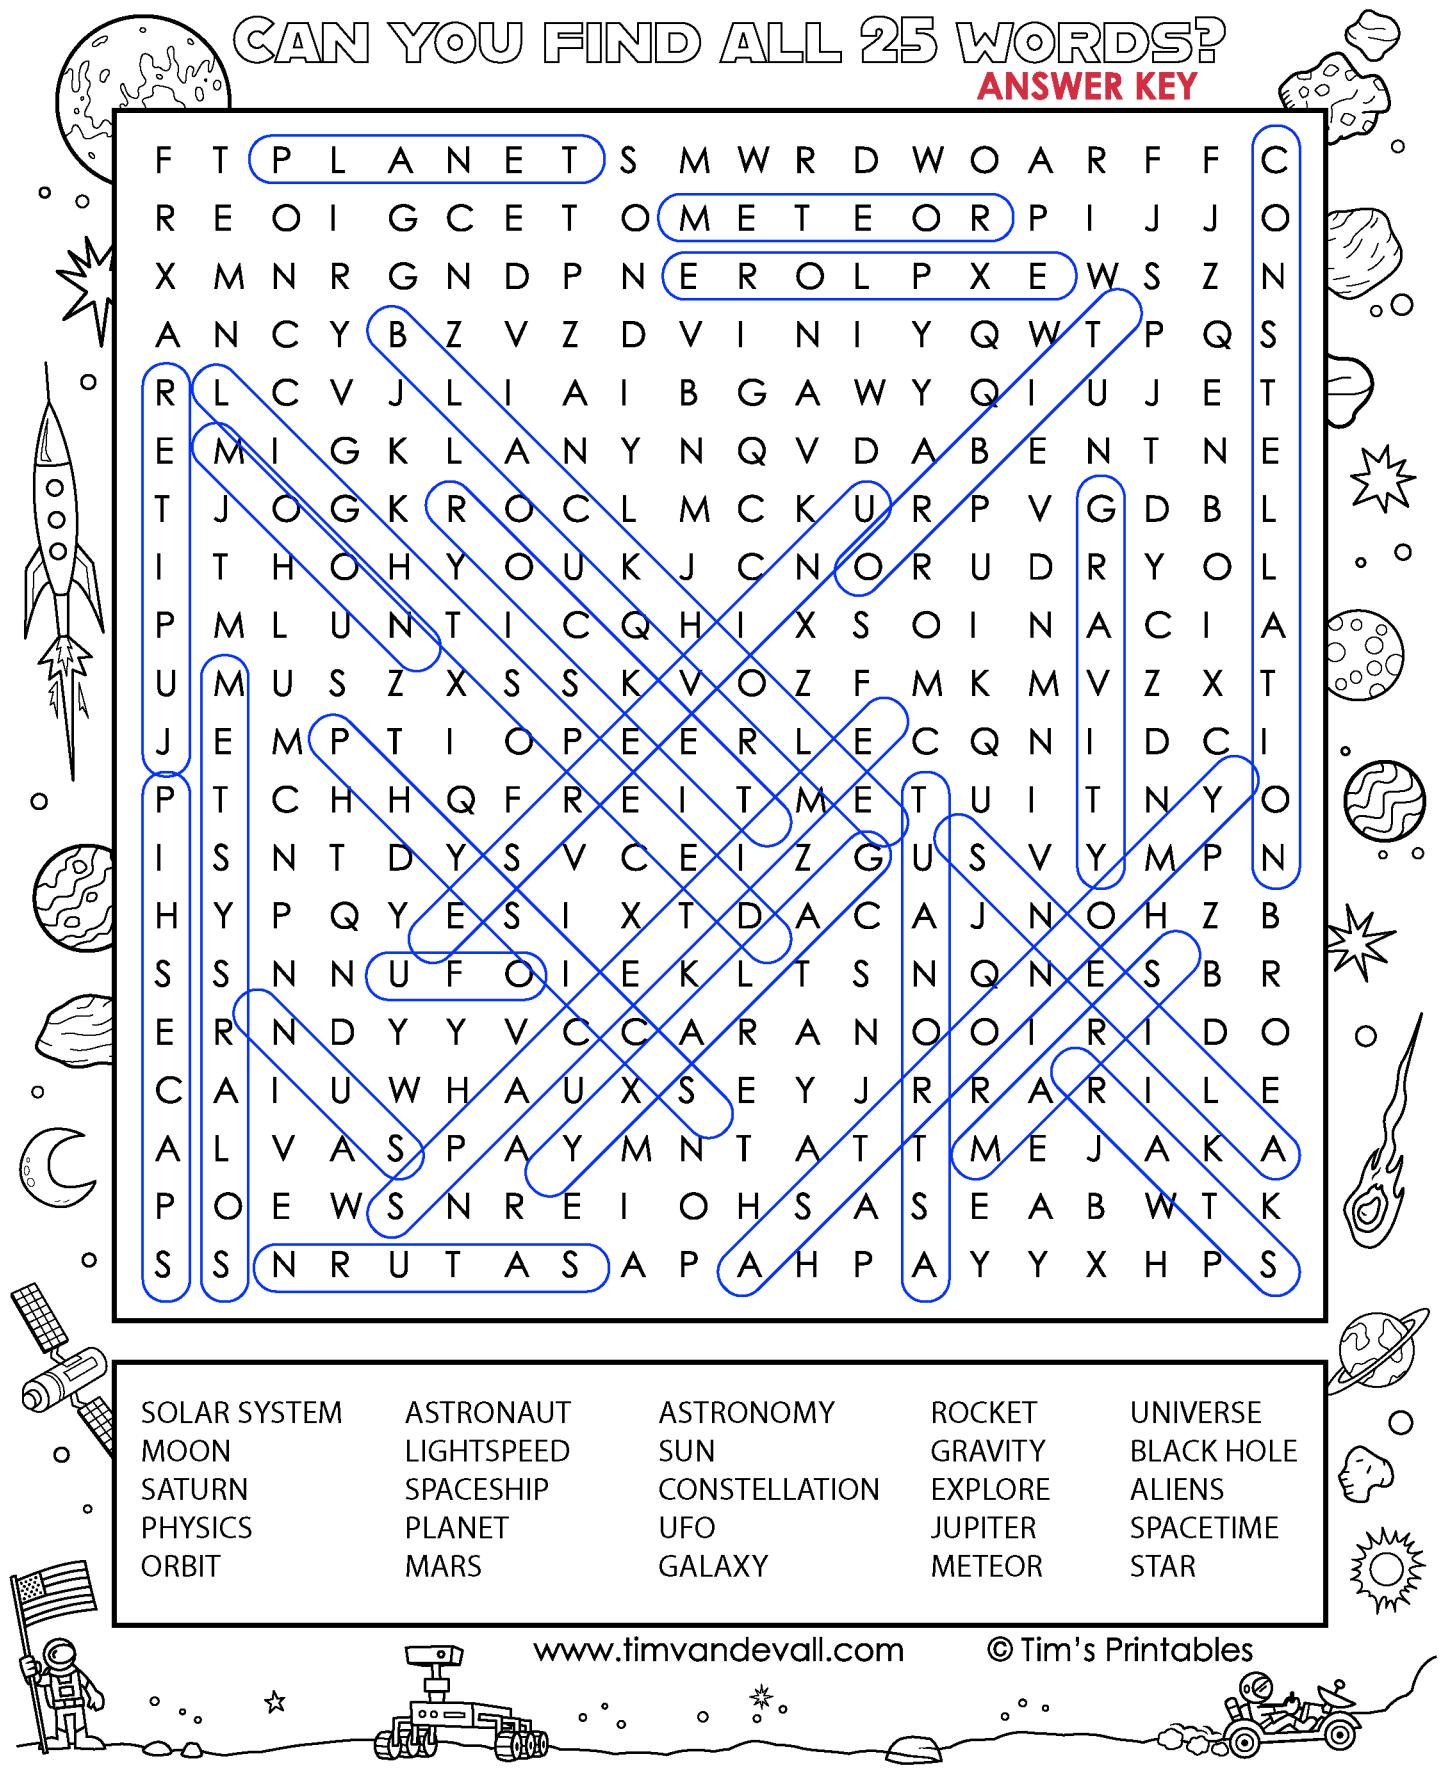 CAN YOU FIND ALL 25 WORDS?
ANSWER KEY
F T P L A N E T S M W R D W O A R F F C
R E O I G C E T O M E T E O R P I J J O
X M N R G N D P N E R O L P X E W S Z N
A N C Y B Z V Z D V I N I Y Q W T P Q S
R L C V J L I A I B G A W Y Q I U J E T
E M I G K L A N Y N Q V D A B E N T N E
T J O G K R O C L M C K U R P V G D B L
I T H O H Y O U K J C N O R U D R Y O L
P M L U N T I C Q H I X S O I N A C I A
U M U S Z X S S K V O Z F M K M V Z X T
J E M P T I O P E E R L E C Q N I D C I
P T C H H Q F R E I T M E T U I T N Y O
I S N T D Y S V C E I Z G U S V Y M P N
H Y P Q Y E S I X T D A C A J N O H Z B
S S N N U F O I E K L T S N Q N E S B R
E R N D Y Y V C C A R A N O O I R I D O
C A I U W H A U X S E Y J R R A R I L E
A L V A S P A Y M N T A T T M E J A K A
P O E W S N R E I O H S A S E A B W T K
S S N R U T A S A P A H P A Y Y X H P S
SOLAR SYSTEM ASTRONAUT ASTRONOMY ROCKET UNIVERSE
MOON LIGHTSPEED SUN GRAVITY BLACK HOLE
SATURN SPACESHIP CONSTELLATION EXPLORE ALIENS
PHYSICS PLANET UFO JUPITER SPACETIME
ORBIT MARS GALAXY METEOR STAR
www.timvandevall.com © Tim's Printables